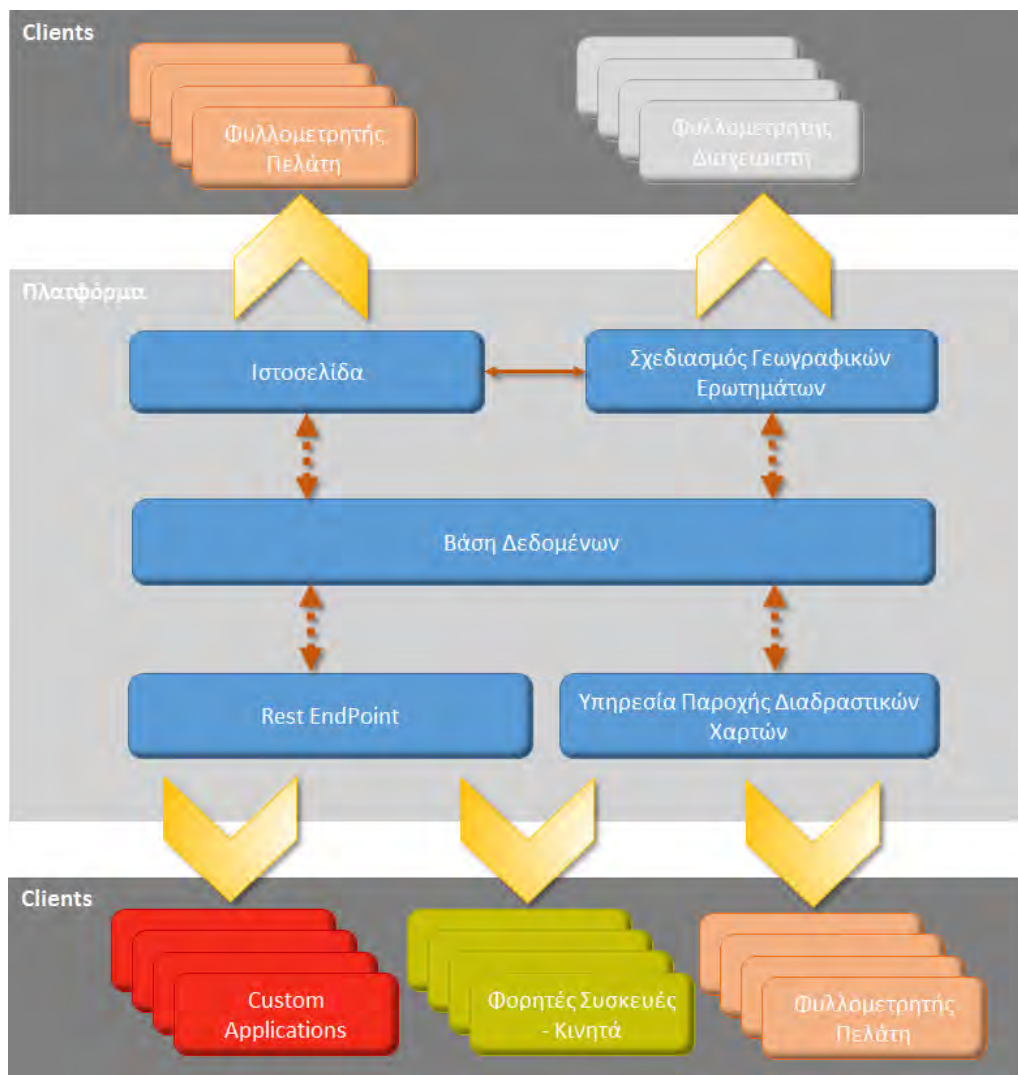 Clients
Φυλλομετρητής
Πελάτη
Φυλλομετρητής
Διαχειριστή
Πλατφόρμα
Ιστοσελίδα
Σχεδιασμός Γεωγραφικών
Ερωτημάτων
Βάση Δεδομένων
Rest EndPoint
Υπηρεσία Παροχής Διαδραστικών
Χαρτών
Clients
Custom
Applications
Φορητές Συσκευές
- Κινητά
Φυλλομετρητής
Πελάτη